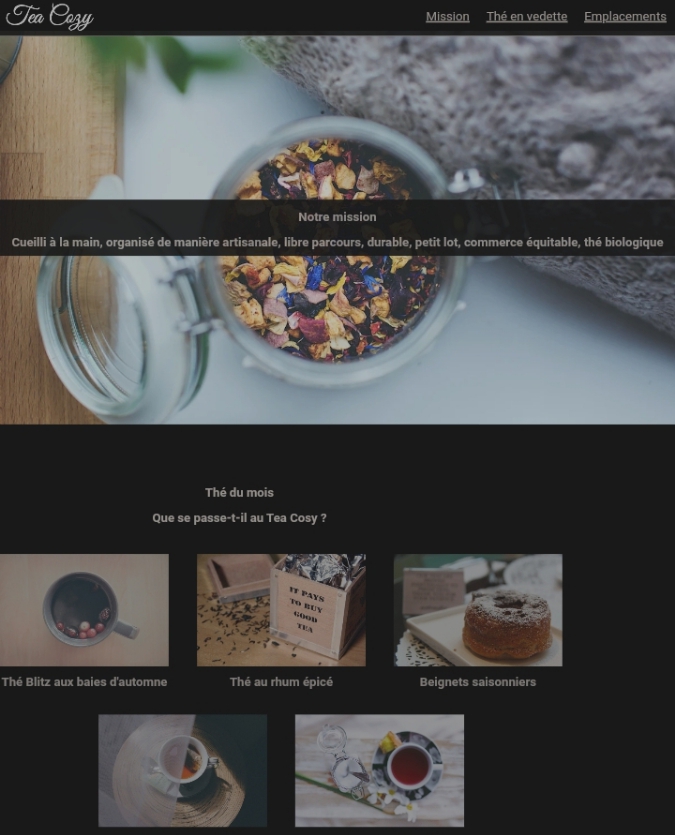 Tea Cozy
Mission Thé en vedette Emplacements
Notre mission
Cueilli à la main, organisé de manière artisanale, libre parcours, durable, petit lot, commerce équitable, thé biologique
Thé du mois
Que se passe-t-il au Tea Cosy ?
IT PAYS
TO BUY
GOOD
TEA
Thé Blitz aux baies d'automne
Thé au rhum épicé
Beignets saisonniers